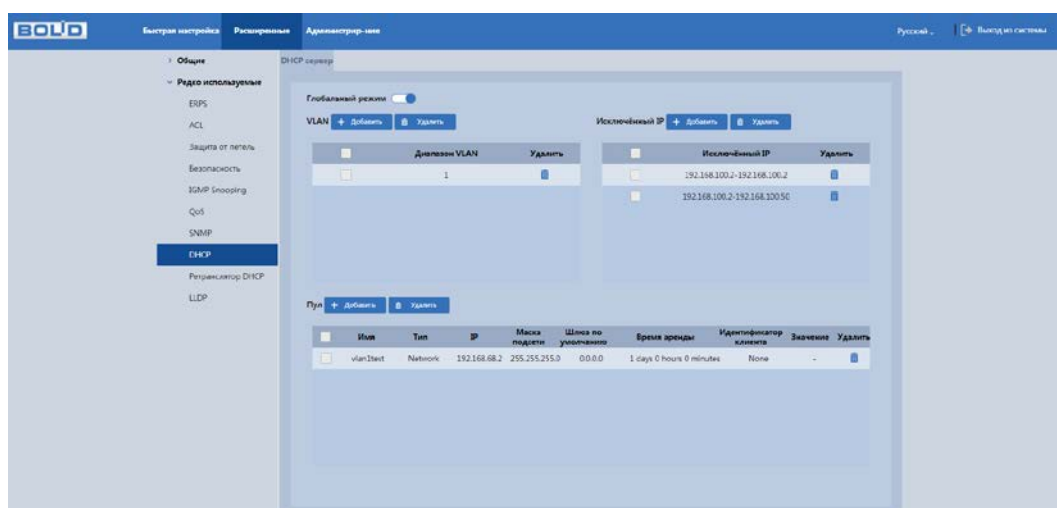 BOLID Быстрая настройка Расширенные Администрир-ние Русский Выход из системы
Общие DHCP сервер
Редко используемые
ERPS Глобальный режим
ACL VLAN + Добавить Удалить Исключённый IP + Добавить Удалить
Защита от петель Диапазон VLAN Удалить Исключённый IP Удалить
Безопасность 1 192.168.100.2-192.168.100.2
IGMP Snooping 192.168.100.2-192.168.100.50
QoS
SNMP
DHCP
Ретранслятор DHCP
LLDP Пул + Добавить Удалить
Имя Тип IP Маска подсети Шлюз по умолчанию Время аренды Идентификатор клиента Значение Удалить
vlan1test Network 192.168.68.2 255.255.255.0 0.0.0.0 1 days 0 hours 0 minutes None -